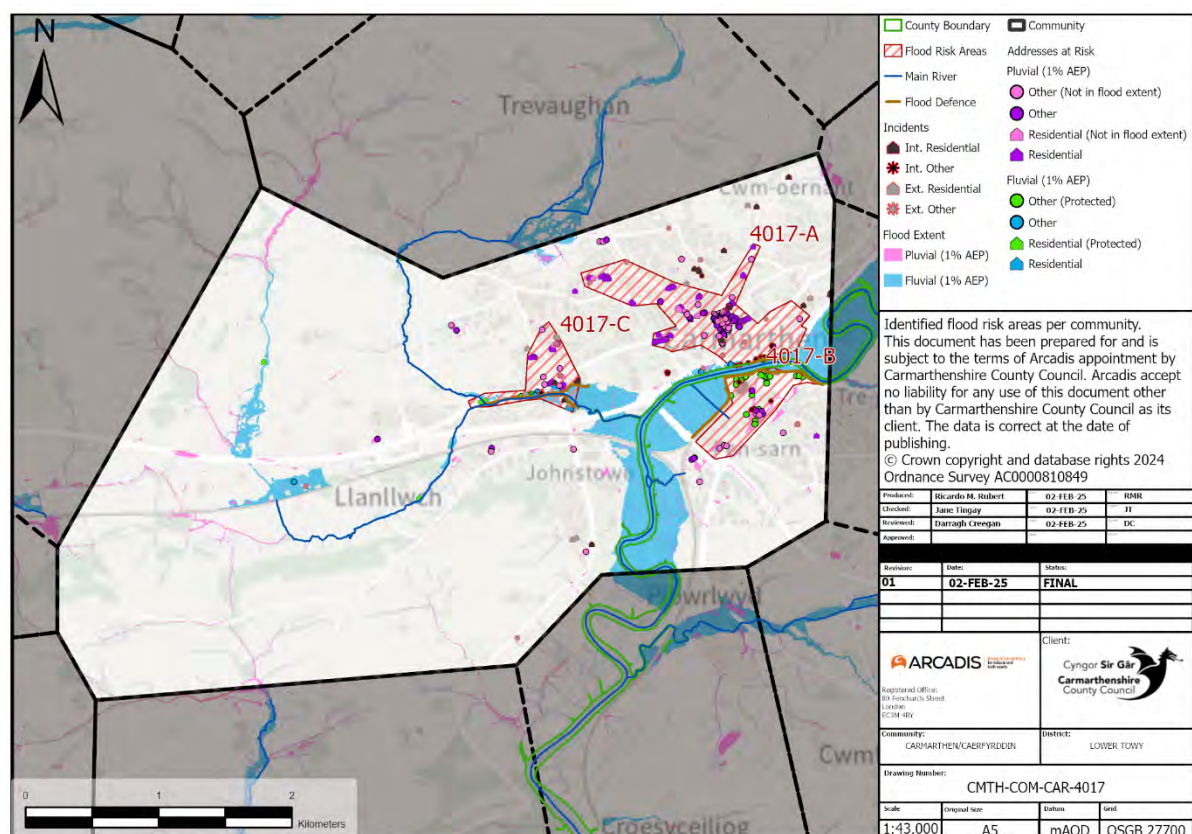 N
Trevaughan
Cwm-oernant
4017-A
4017-C
Carmarthen
4017-B
Tre-
Johnstown
Llanllwch
Cwm
Croesyceiliog
0 1 2
Kilometers
County Boundary
Flood Risk Areas
Main River
Flood Defence
Incidents
Int. Residential
Int. Other
Ext. Residential
Ext. Other
Flood Extent
Pluvial (1% AEP)
Fluvial (1% AEP)
Community
Addresses at Risk
Pluvial (1% AEP)
Other (Not in flood extent)
Other
Residential (Not in flood extent)
Residential
Fluvial (1% AEP)
Other (Protected)
Other
Residential (Protected)
Residential
Identified flood risk areas per community.
This document has been prepared for and is
subject to the terms of Arcadis appointment by
Carmarthenshire County Council. Arcadis accept
no liability for any use of this document other
than by Carmarthenshire County Council as its
client. The data is correct at the date of
publishing.
© Crown copyright and database rights 2024
Ordnance Survey AC0000810849
Produced: Ricardo M. Rubert 02-FEB-25 RMR
Checked: Jane Tingay 02-FEB-25 JT
Reviewed: Darragh Creegan 02-FEB-25 DC
Approved:
Revision: Date: Status:
01 02-FEB-25 FINAL
ARCADIS
Registered Office:
80 Fenchurch Street
London
EC3M 4BY
Client:
Cyngor Sir Gâr
Carmarthenshire
County Council
Community: District:
CARMARTHEN/CAERFYRDDIN LOWER TOWY
Drawing Number:
CMTH-COM-CAR-4017
Scale Original Size Datum Grid
1:43,000 A5 mAOD OSGB 27700